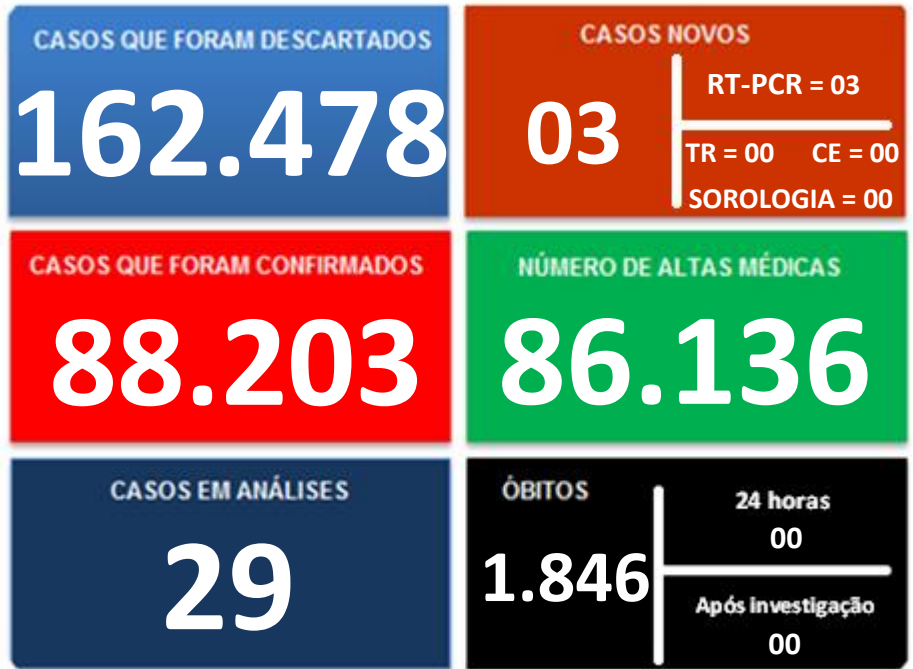 CASOS QUE FORAM DESCARTADOS
162.478
CASOS NOVOS
03
RT-PCR = 03
TR = 00 CE = 00
SOROLOGIA = 00
CASOS QUE FORAM CONFIRMADOS
88.203
NÚMERO DE ALTAS MÉDICAS
86.136
CASOS EM ANÁLISES
29
ÓBITOS
1.846
24 horas
00
Após investigação
00